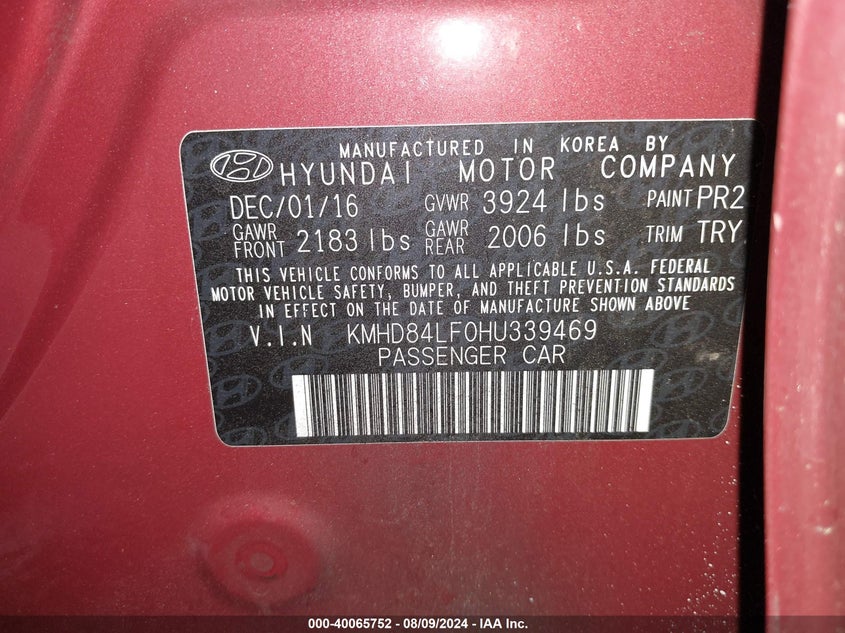 MANUFACTURED IN KOREA BY
HYUNDAI MOTOR COMPANY
DEC/01/16 GVWR 3924 lbs PAINT PR2
GAWR FRONT 2183 lbs GAWR REAR 2006 lbs TRIM TRY
THIS VEHICLE CONFORMS TO ALL APPLICABLE U.S.A. FEDERAL
MOTOR VEHICLE SAFETY, BUMPER, AND THEFT PREVENTION STANDARDS
IN EFFECT ON THE DATE OF MANUFACTURE SHOWN ABOVE
V.I.N KMHD84LF0HU339469
PASSENGER CAR
000-40065752 - 08/09/2024 - IAA Inc.